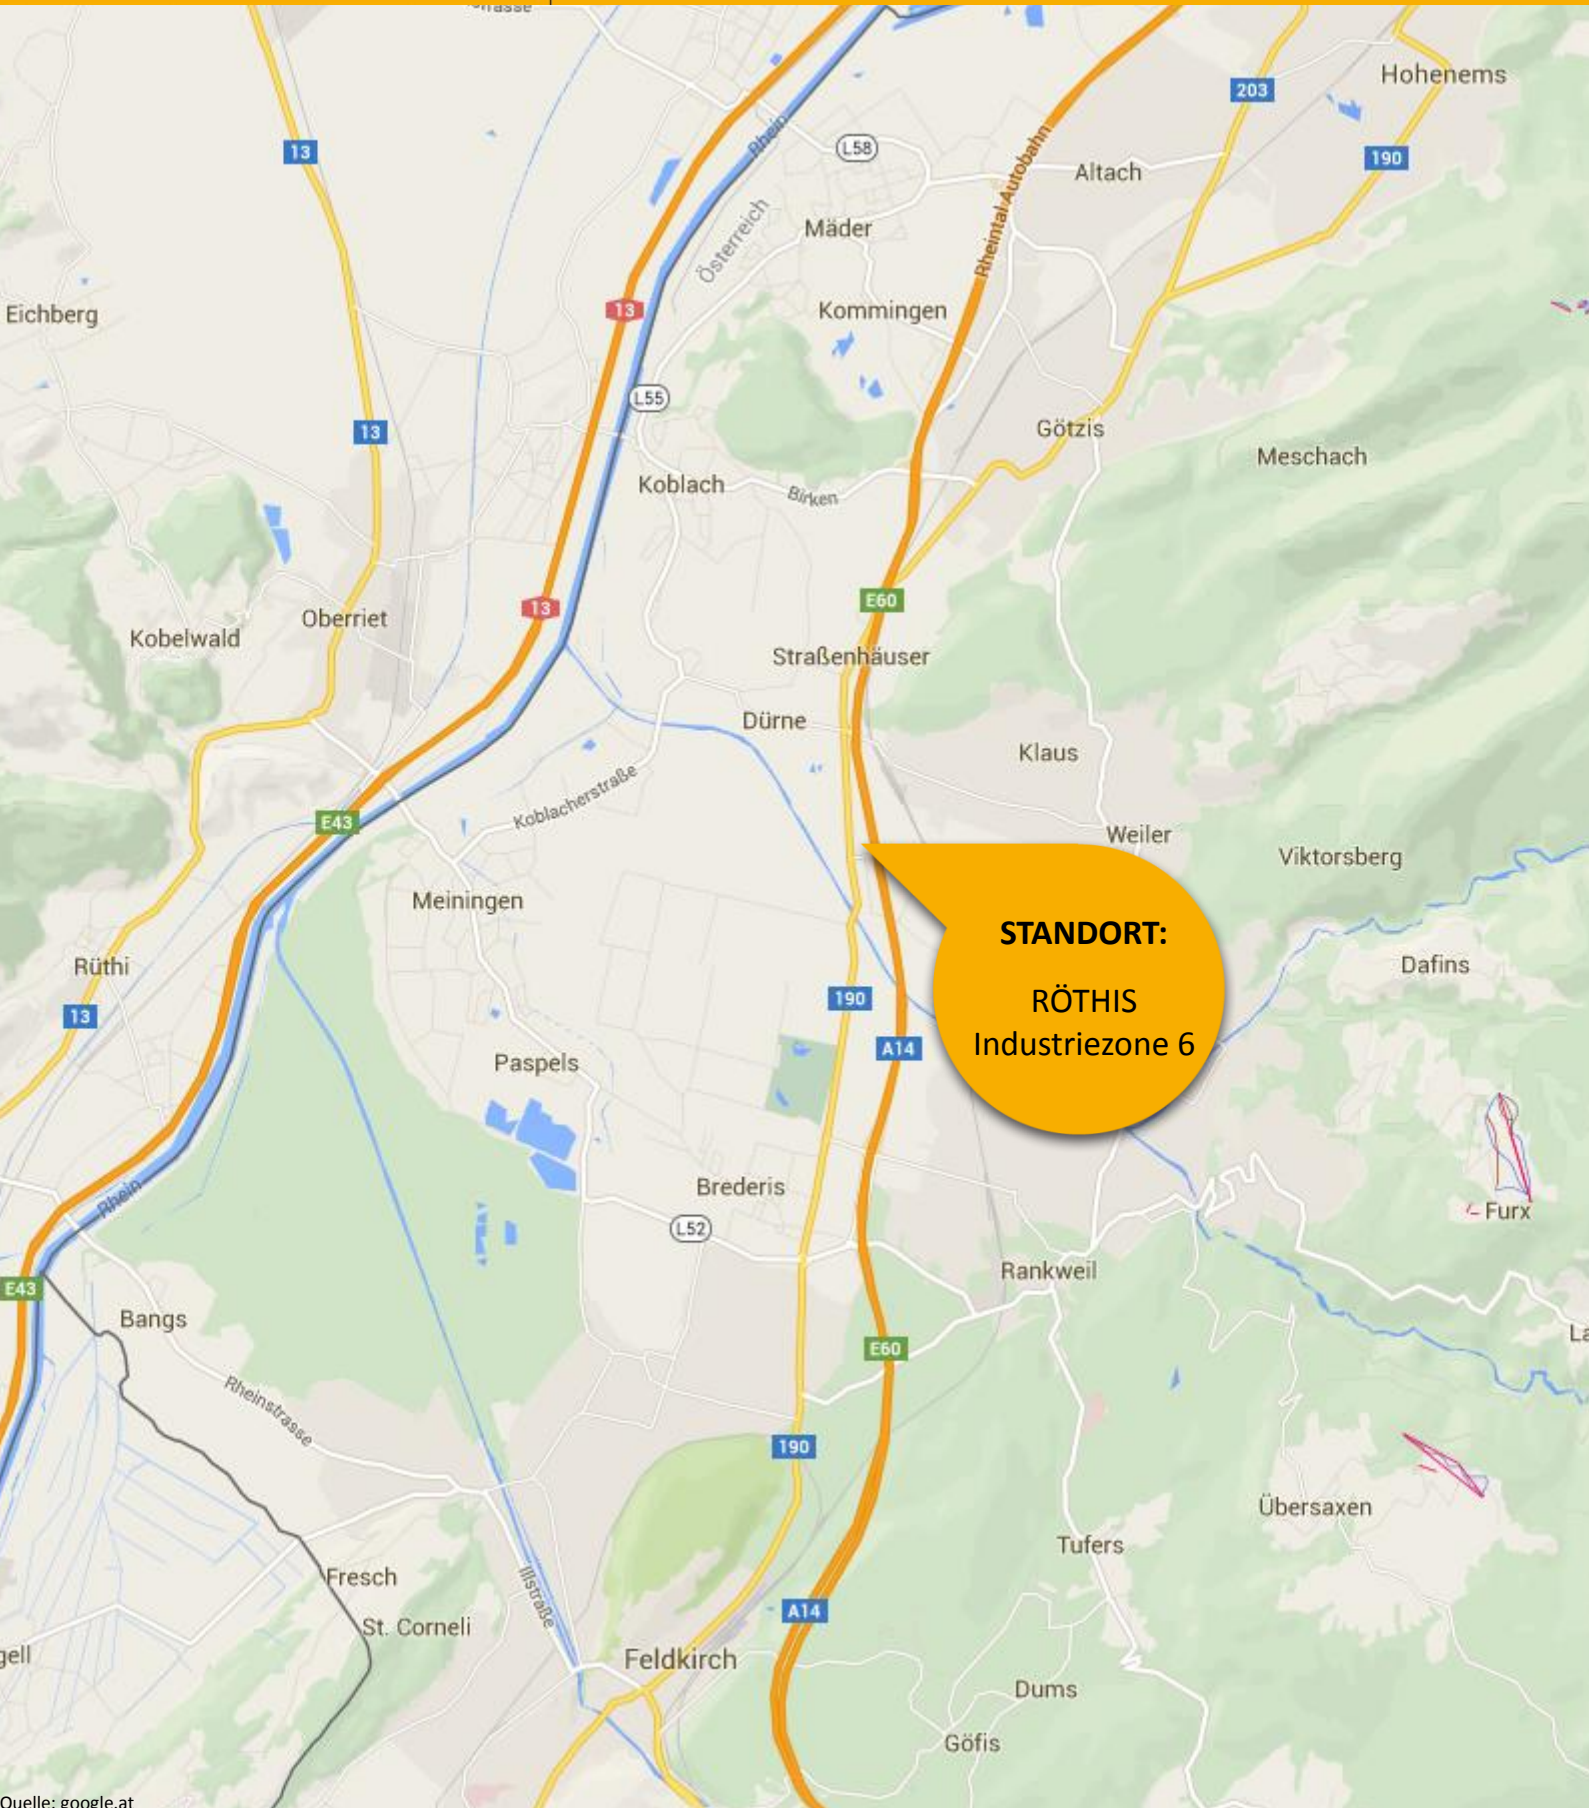 Hohenems
203
13
L58
190
Rhein
Altach
Rheintal Autobahn
Mäder
Österreich
Eichberg
13
Kommingen
L55
13
Götzis
Meschach
Koblach
Birken
E60
13
Oberriet
Kobelwald
Straßenhäuser
Dürne
Klaus
Koblacherstraße
E43
Weiler
Viktorsberg
Meiningen
STANDORT:
Rüthi
Dafins
RÖTHIS
190
13
Industriezone 6
A14
Paspels
Brederis
Rhein
Furx
L52
Rankweil
E43
Bangs
E60
Rheinstrasse
190
Übersaxen
Tufers
Fresch
Illstraße
A14
St. Corneli
Feldkirch
Dums
Göfis
Quelle: google.at